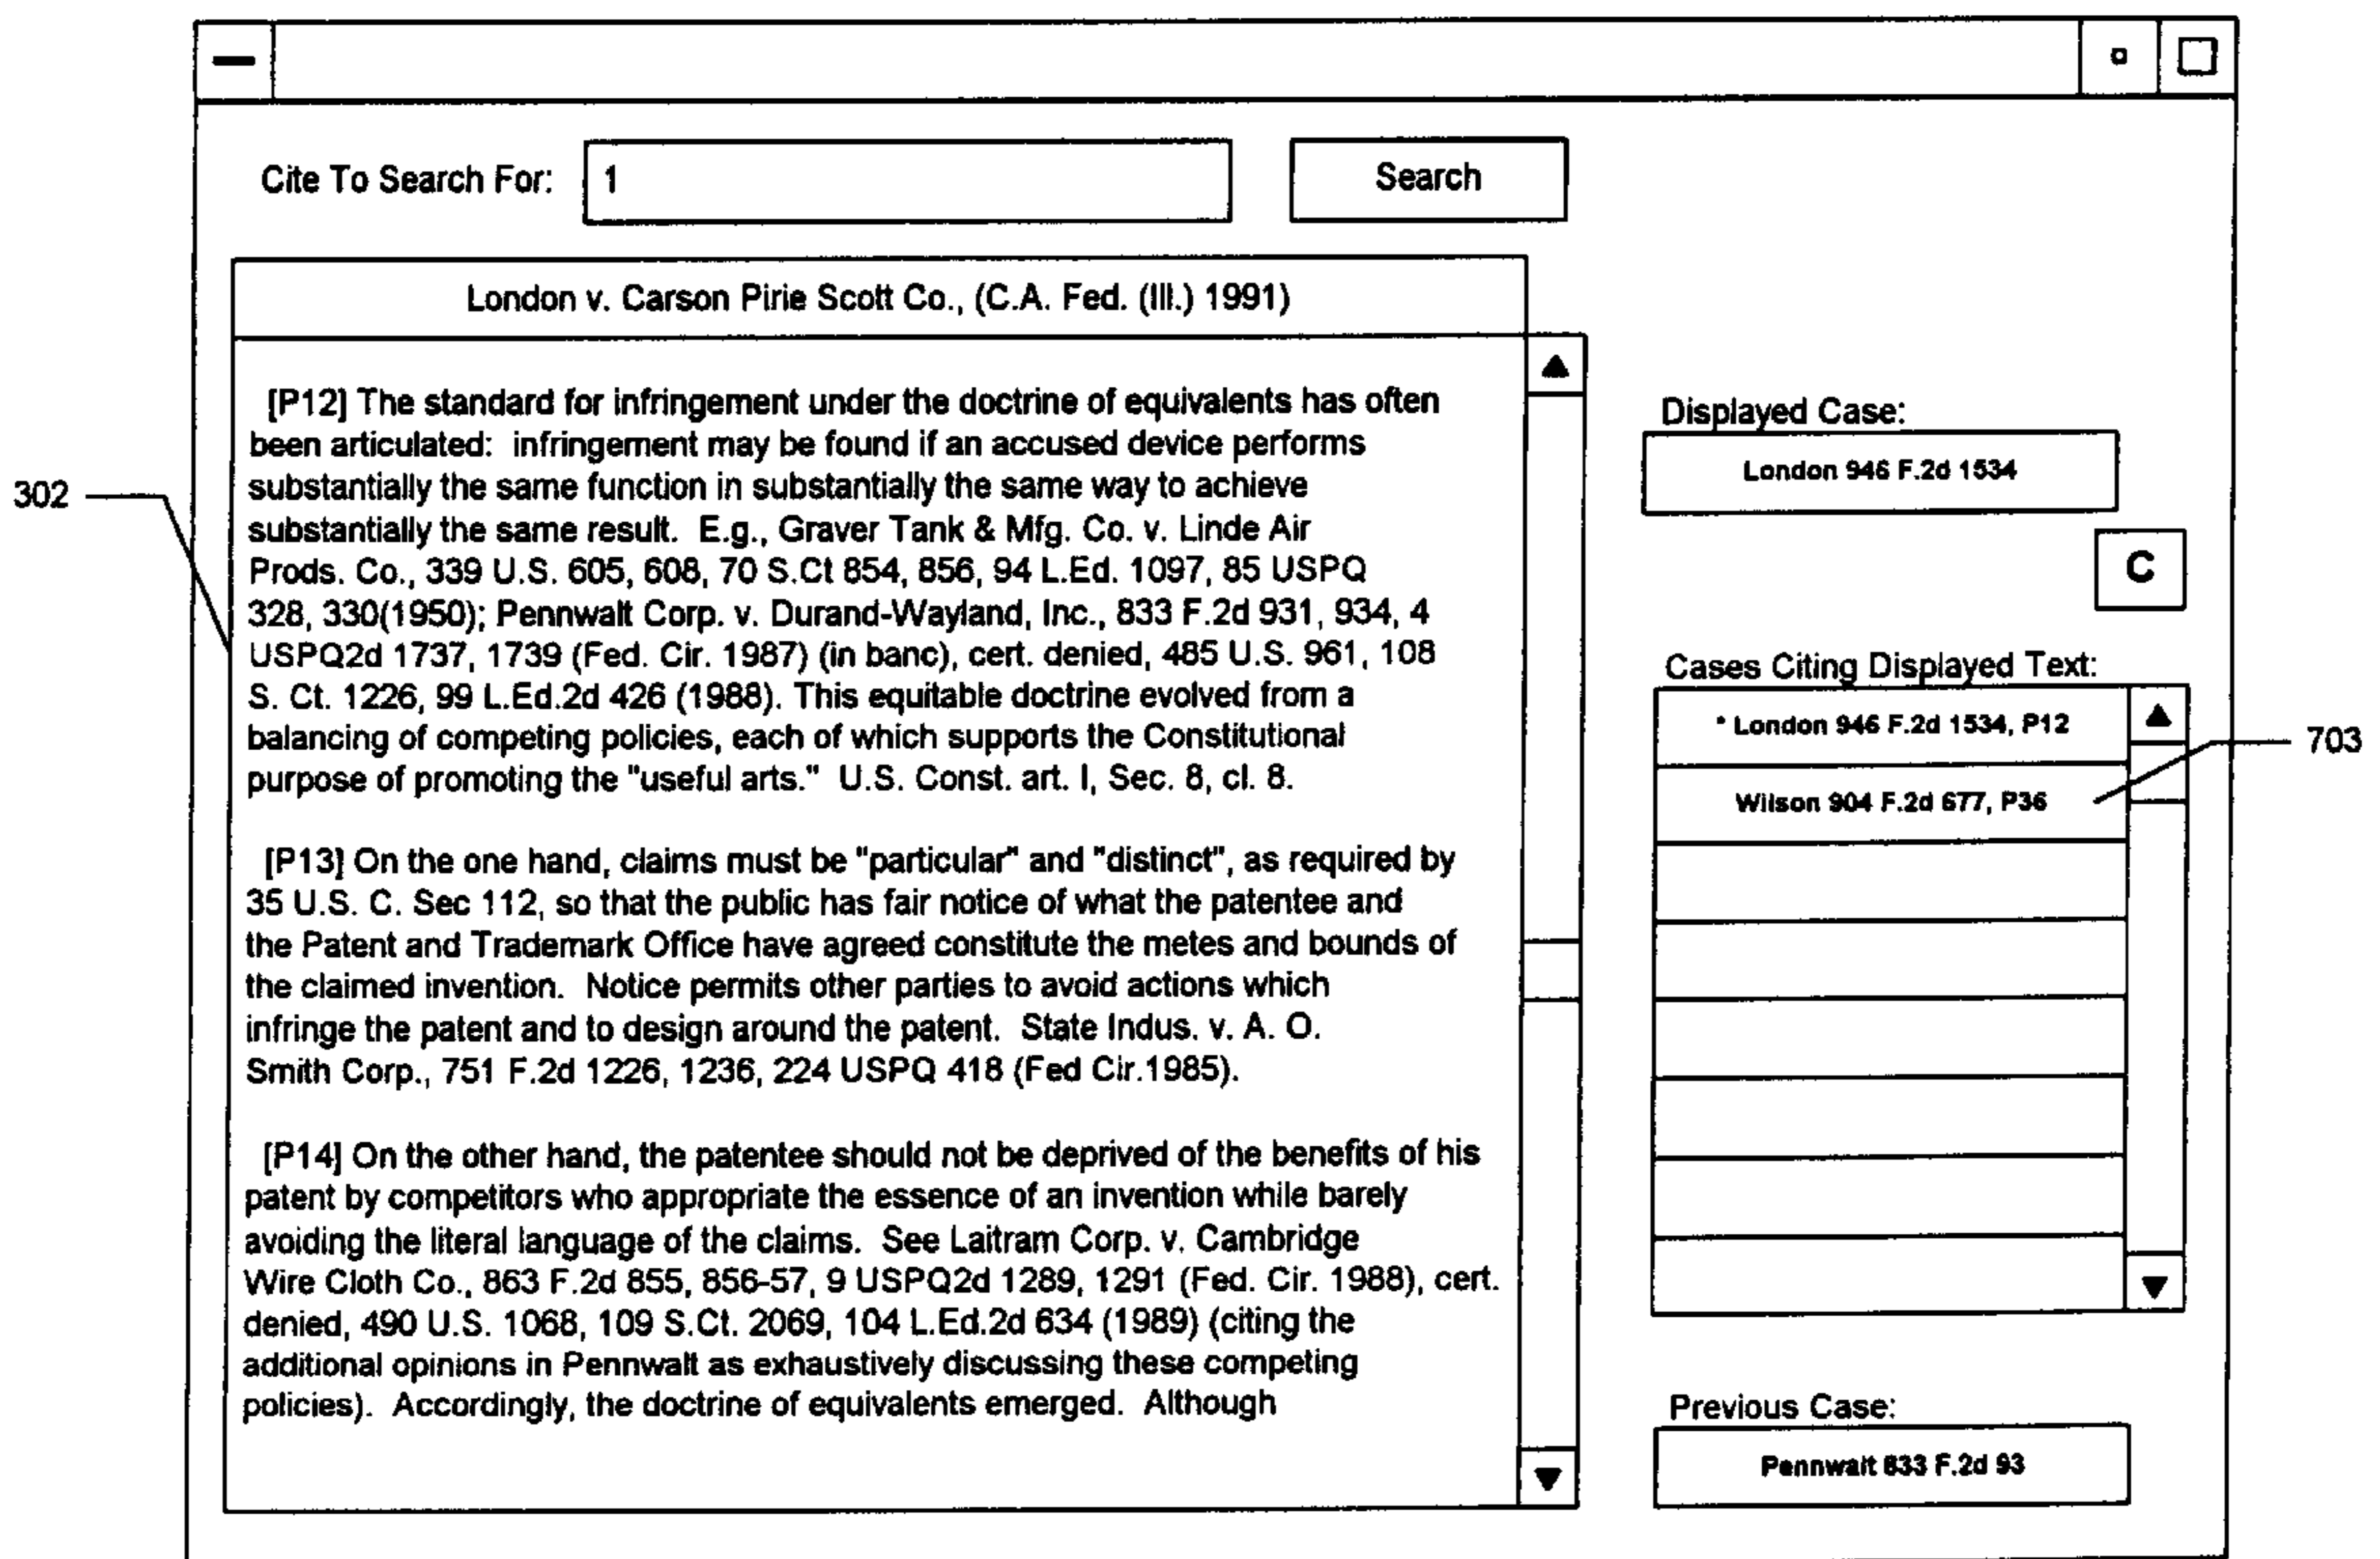 Cite To Search For: 1 Search
London v. Carson Pirie Scott Co., (C.A. Fed. (Ill.) 1991)
[P12] The standard for infringement under the doctrine of equivalents has often
been articulated: infringement may be found if an accused device performs
substantially the same function in substantially the same way to achieve
substantially the same result. E.g., Graver Tank & Mfg. Co. v. Linde Air
Prods. Co., 339 U.S. 605, 608, 70 S.Ct 854, 856, 94 L.Ed. 1097, 85 USPQ
328, 330(1950); Pennwalt Corp. v. Durand-Wayland, Inc., 833 F.2d 931, 934, 4
USPQ2d 1737, 1739 (Fed. Cir. 1987) (in banc), cert. denied, 485 U.S. 961, 108
S. Ct. 1226, 99 L.Ed.2d 426 (1988). This equitable doctrine evolved from a
balancing of competing policies, each of which supports the Constitutional
purpose of promoting the "useful arts." U.S. Const. art. I, Sec. 8, cl. 8.
[P13] On the one hand, claims must be "particular" and "distinct", as required by
35 U.S. C. Sec 112, so that the public has fair notice of what the patentee and
the Patent and Trademark Office have agreed constitute the metes and bounds of
the claimed invention. Notice permits other parties to avoid actions which
infringe the patent and to design around the patent. State Indus. v. A. O.
Smith Corp., 751 F.2d 1226, 1236, 224 USPQ 418 (Fed Cir.1985).
[P14] On the other hand, the patentee should not be deprived of the benefits of his
patent by competitors who appropriate the essence of an invention while barely
avoiding the literal language of the claims. See Laitram Corp. v. Cambridge
Wire Cloth Co., 863 F.2d 855, 856-57, 9 USPQ2d 1289, 1291 (Fed. Cir. 1988), cert.
denied, 490 U.S. 1068, 109 S.Ct. 2069, 104 L.Ed.2d 634 (1989) (citing the
additional opinions in Pennwalt as exhaustively discussing these competing
policies). Accordingly, the doctrine of equivalents emerged. Although
302
Displayed Case:
London 946 F.2d 1534
C
Cases Citing Displayed Text:
* London 946 F.2d 1534, P12
Wilson 904 F.2d 677, P36
703
Previous Case:
Pennwalt 833 F.2d 93